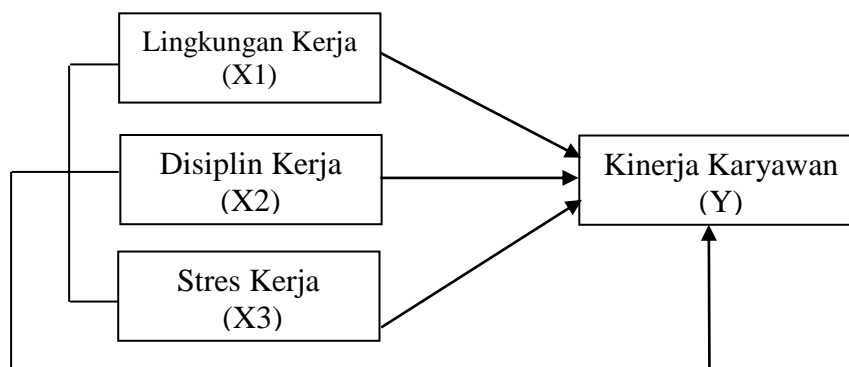 Lingkungan Kerja
(X1)
Disiplin Kerja
(X2)
Stres Kerja
(X3)
Kinerja Karyawan
(Y)